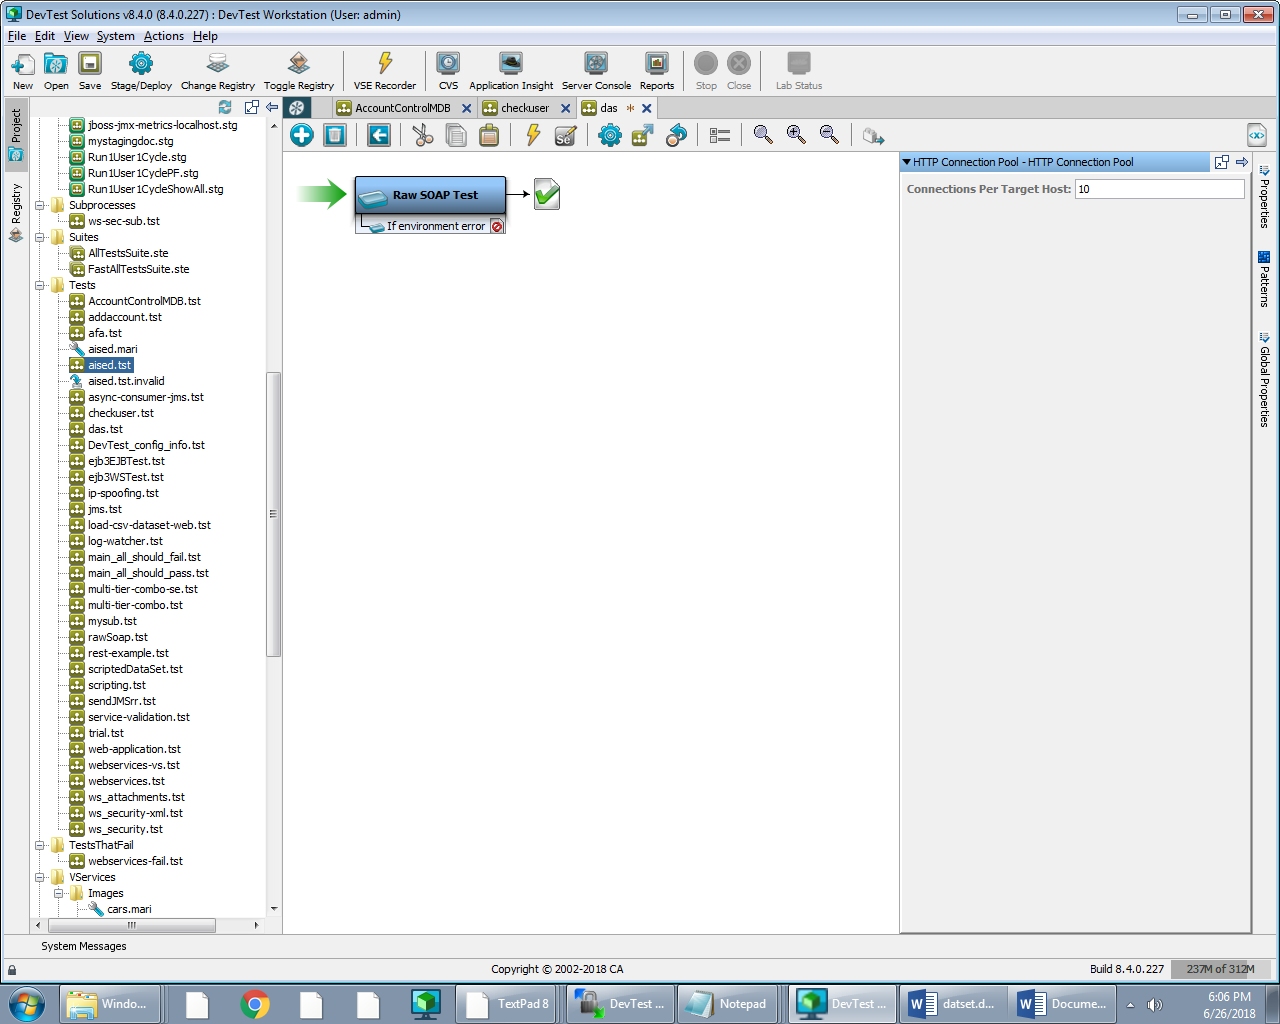 DevTest Solutions v8.4.0 (8.4.0.227) : DevTest Workstation (User: admin)
File Edit View System Actions Help
New Open Save Stage/Deploy Change Registry Toggle Registry VSE Recorder CVS Application Insight Server Console Reports Stop Close Lab Status
Project
Registry
AccountControlMDB checkuser das
jboss-jmx-metrics-localhost.stg
mystagingdoc.stg
Run1User1Cycle.stg
Run1User1CyclePF.stg
Run1User1CycleShowAll.stg
Subprocesses
ws-sec-sub.tst
Suites
AllTestsSuite.ste
FastAllTestsSuite.ste
Tests
AccountControlMDB.tst
addaccount.tst
afa.tst
aised.mari
aised.tst
aised.tst.invalid
async-consumer-jms.tst
checkuser.tst
das.tst
DevTest_config_info.tst
ejb3EJBTest.tst
ejb3WSTest.tst
ip-spoofing.tst
jms.tst
load-csv-dataset-web.tst
log-watcher.tst
main_all_should_fail.tst
main_all_should_pass.tst
multi-tier-combo-se.tst
multi-tier-combo.tst
mysub.tst
rawSoap.tst
rest-example.tst
scriptedDataSet.tst
scripting.tst
sendJMSrr.tst
service-validation.tst
trial.tst
web-application.tst
webservices-vs.tst
webservices.tst
ws_attachments.tst
ws_security-xml.tst
ws_security.tst
TestsThatFail
webservices-fail.tst
VServices
Images
cars.mari
Se
Raw SOAP Test
If environment error
HTTP Connection Pool - HTTP Connection Pool
Connections Per Target Host: 10
Properties
Patterns
Global Properties
System Messages
Copyright © 2002-2018 CA
Build 8.4.0.227
237M of 312M
Windo...
TextPad 8
DevTest ...
Notepad
DevTest ...
datset.d...
Docume...
6:06 PM
6/26/2018